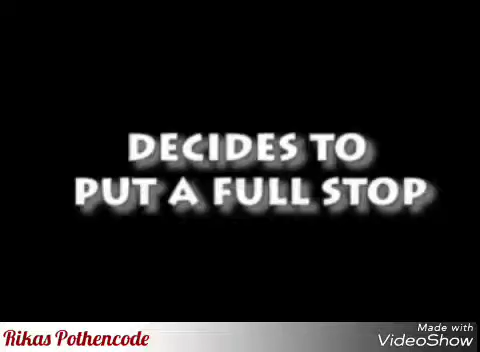 DECIDES TO
PUT A FULL STOP
Rikas Pothencode
Made with
VideoShow